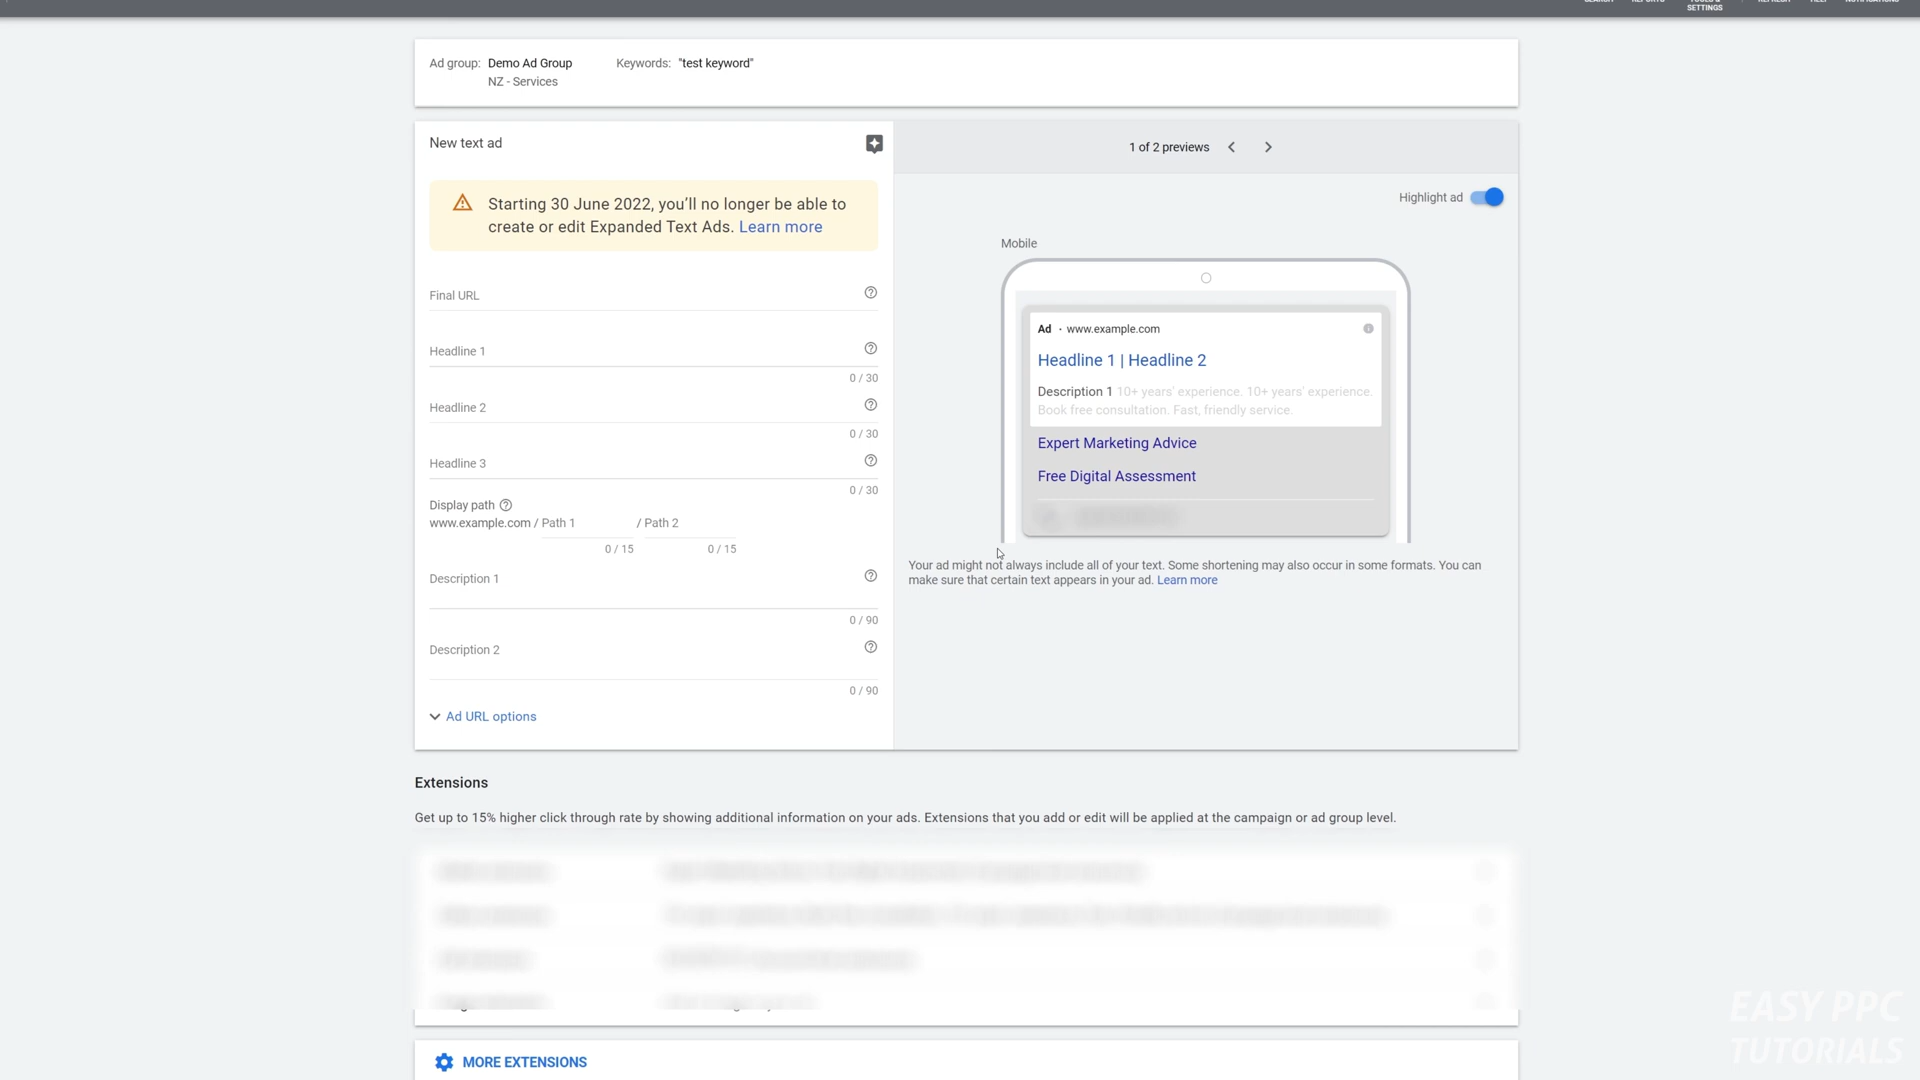 SETTINGS
Ad group: Demo Ad Group
NZ - Services
Keywords: "test keyword"
New text ad
Starting 30 June 2022, you'll no longer be able to
create or edit Expanded Text Ads. Learn more
Final URL
Headline 1
0 / 30
Headline 2
0 / 30
Headline 3
0 / 30
Display path
www.example.com / Path 1 / Path 2
0 / 15 0 / 15
Description 1
0 / 90
Description 2
0 / 90
Ad URL options
1 of 2 previews
Highlight ad
Mobile
Ad · www.example.com
Headline 1 | Headline 2
Description 1 10+ years' experience. 10+ years' experience.
Book free consultation. Fast, friendly service.
Expert Marketing Advice
Free Digital Assessment
Your ad might not always include all of your text. Some shortening may also occur in some formats. You can
make sure that certain text appears in your ad. Learn more
Extensions
Get up to 15% higher click through rate by showing additional information on your ads. Extensions that you add or edit will be applied at the campaign or ad group level.
MORE EXTENSIONS
EASY PPC
TUTORIALS